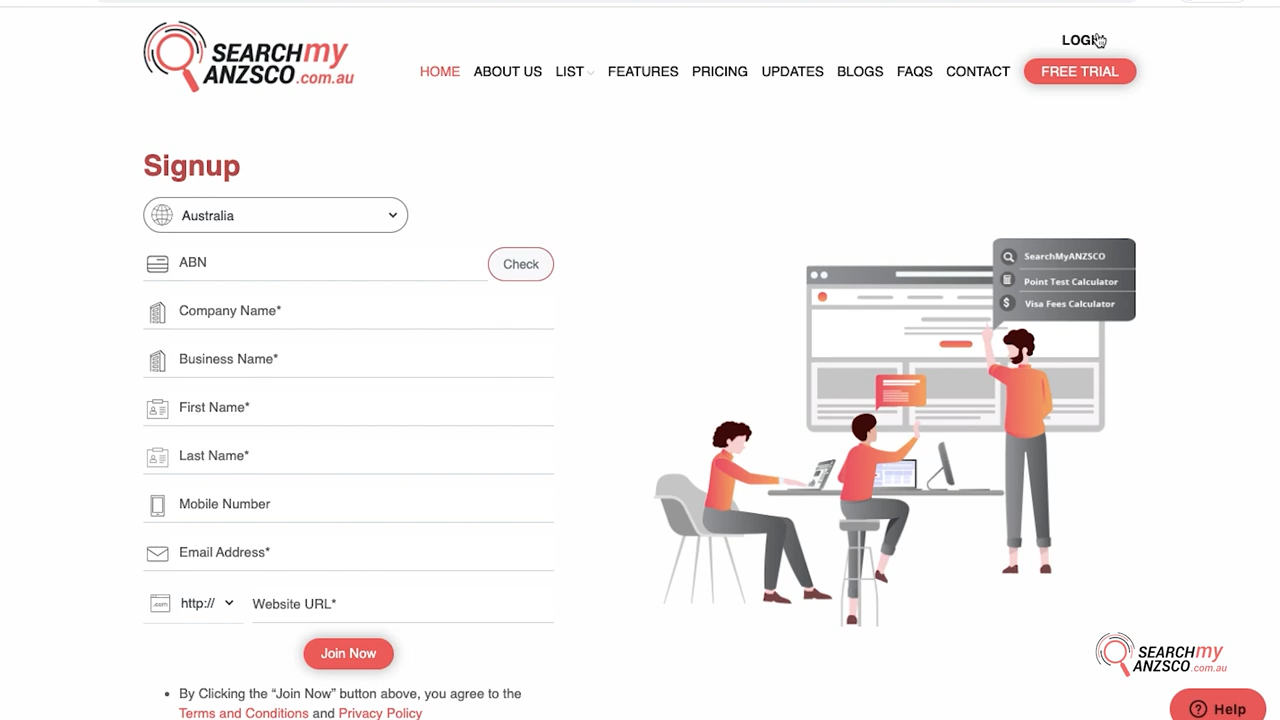 LOGIN
SEARCHmy
ANZSCO.com.au
HOME ABOUT US LIST FEATURES PRICING UPDATES BLOGS FAQS CONTACT FREE TRIAL
Signup
Australia
ABN Check
Company Name*
Business Name*
First Name*
Last Name*
Mobile Number
Email Address*
http:// Website URL*
Join Now
• By Clicking the “Join Now” button above, you agree to the
Terms and Conditions and Privacy Policy
SearchMyANZSCO
Point Test Calculator
$ Visa Fees Calculator
.com
SEARCHmy
ANZSCO.com.au
? Help